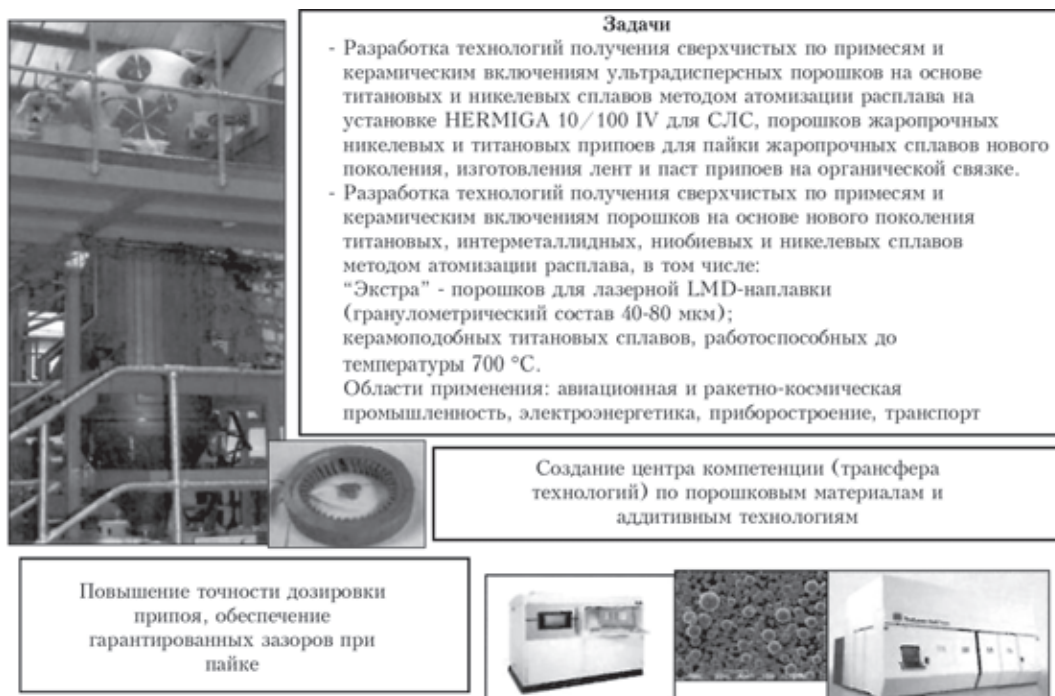 Задачи
- Разработка технологий получения сверхчистых по примесям и
керамическим включениям ультрадисперсных порошков на основе
титановых и никелевых сплавов методом атомизации расплава на
установке HERMIGA 10/100 IV для СЛС, порошков жаропрочных
никелевых и титановых припоев для пайки жаропрочных сплавов нового
поколения, изготовления лент и паст припоев на органической связке.
- Разработка технологий получения сверхчистых по примесям и
керамическим включениям порошков на основе нового поколения
титановых, интерметаллидных, ниобиевых и никелевых сплавов
методом атомизации расплава, в том числе:
“Экстра” - порошков для лазерной LMD-наплавки
(гранулометрический состав 40-80 мкм);
керамоподобных титановых сплавов, работоспособных до
температуры 700 °С.
Области применения: авиационная и ракетно-космическая
промышленность, электроэнергетика, приборостроение, транспорт
Создание центра компетенции (трансфера
технологий) по порошковым материалам и
аддитивным технологиям
Повышение точности дозировки
припоя, обеспечение
гарантированных зазоров при
пайке